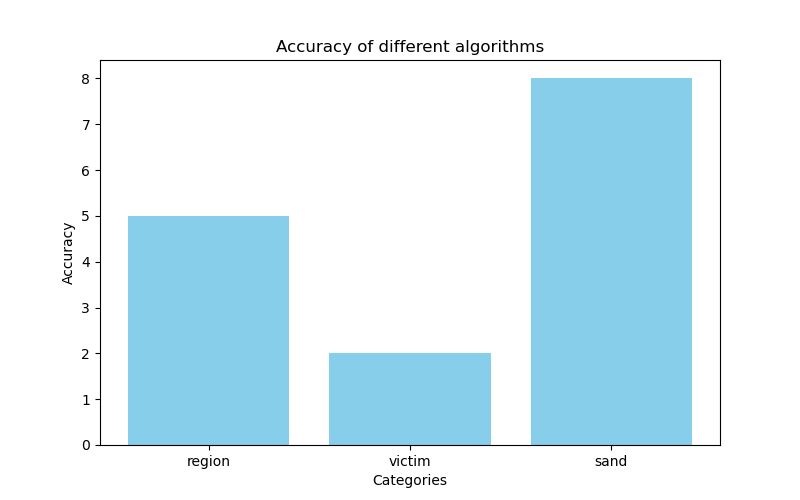 Accuracy of different algorithms
Accuracy
8
7
6
5
4
3
2
1
0
region victim sand
Categories